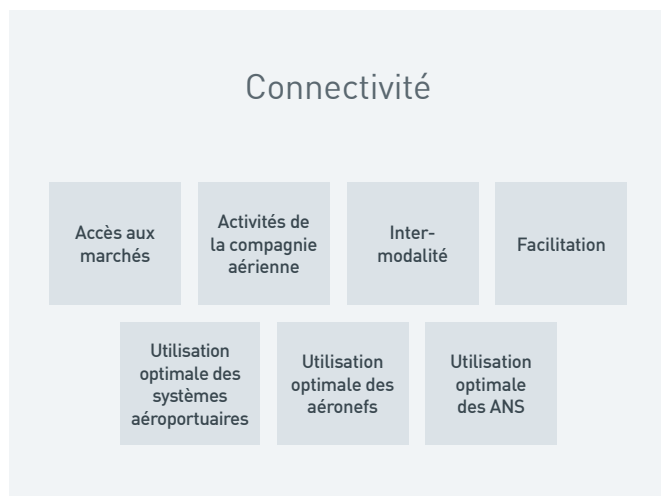 Connectivité
Accès aux
marchés
Activités de
la compagnie
aérienne
Inter-
modalité
Facilitation
Utilisation
optimale des
systèmes
aéroportuaires
Utilisation
optimale des
aéronefs
Utilisation
optimale
des ANS